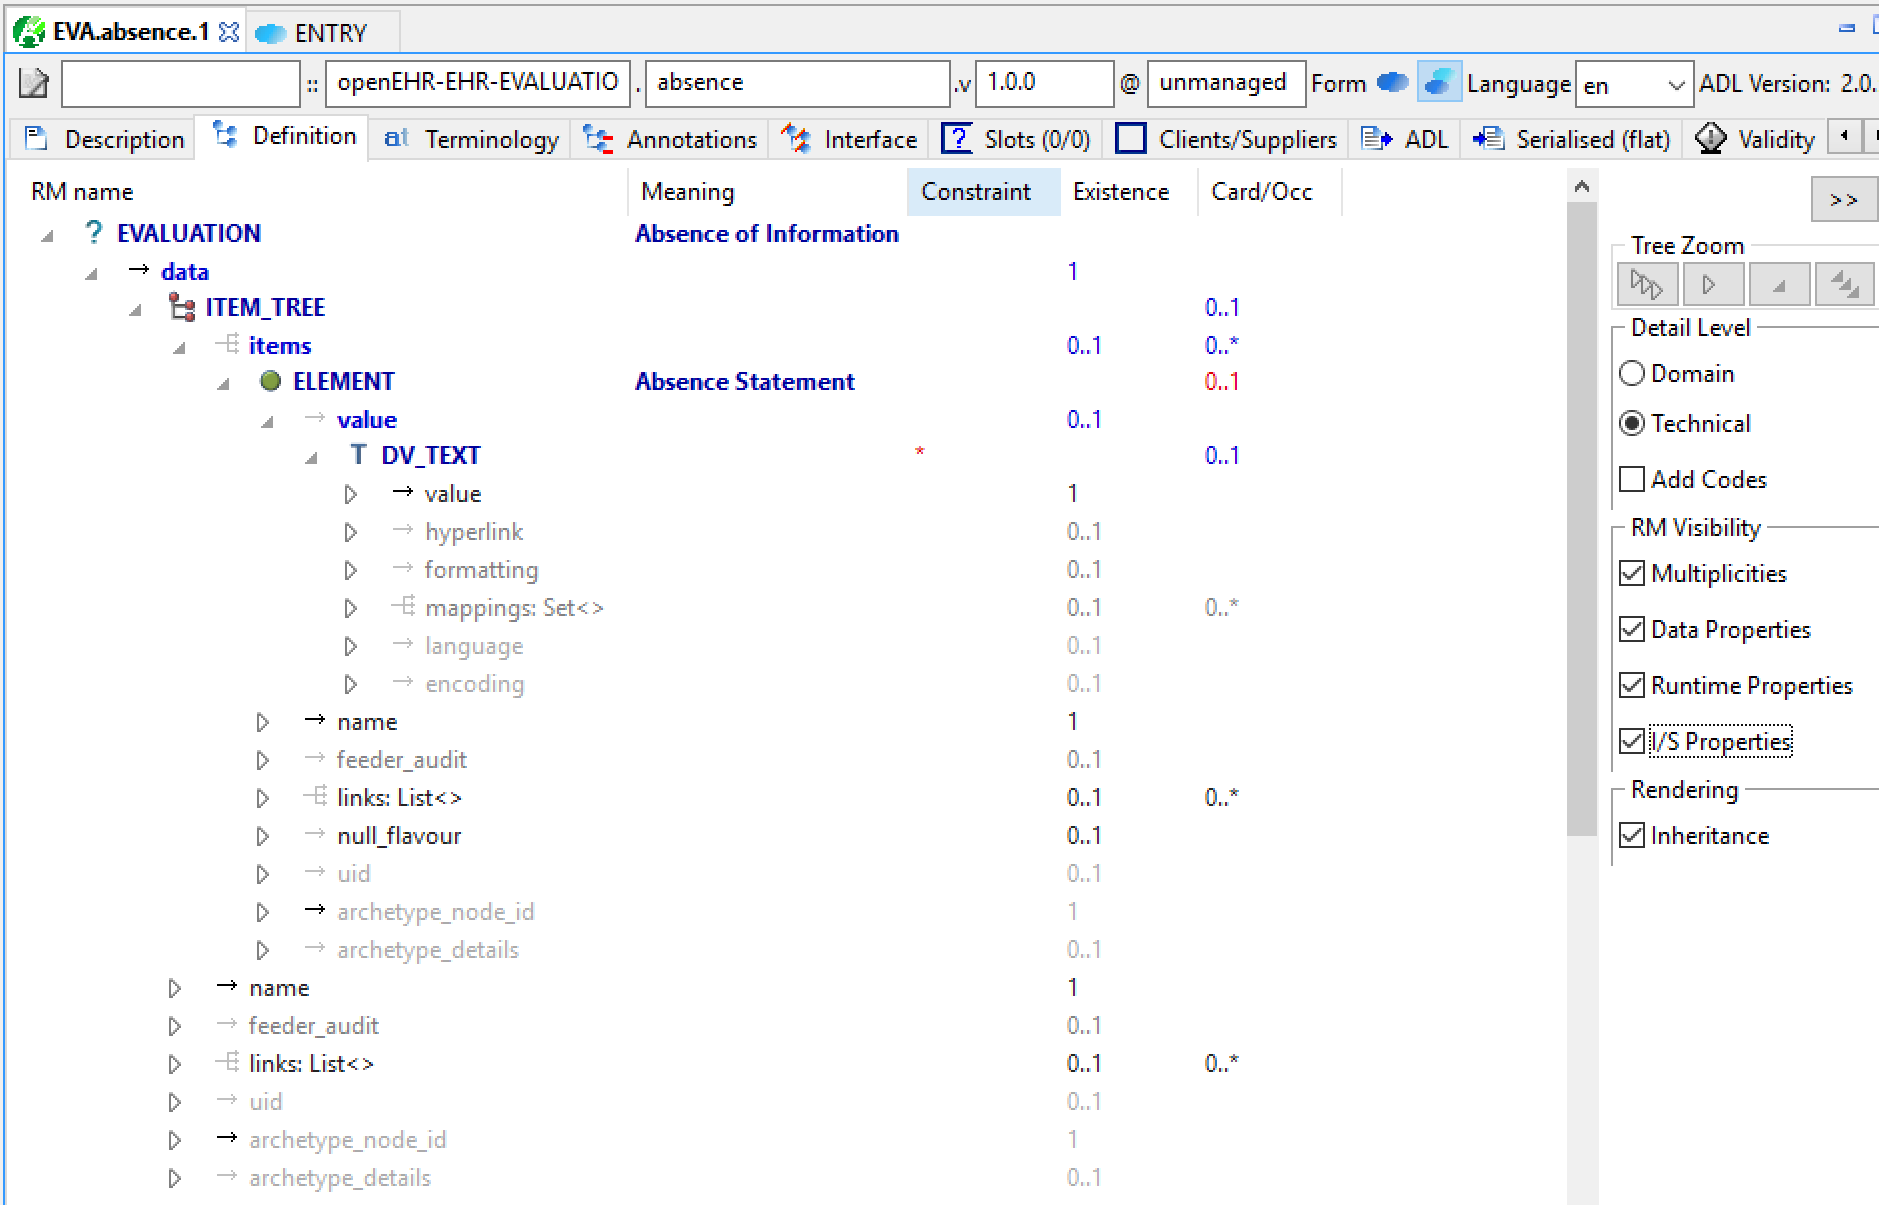 EVA.absence.1 ENTRY
:: openEHR-EHR-EVALUATIO . absence .v 1.0.0 @ unmanaged Form Language en ADL Version: 2.0.
Description Definition at Terminology Annotations Interface ? Slots (0/0) Clients/Suppliers ADL Serialised (flat) Validity
RM name Meaning Constraint Existence Card/Occ
? EVALUATION Absence of Information
data 1
ITEM_TREE 0..1
items 0..1 0..*
ELEMENT Absence Statement 0..1
value 0..1
T DV_TEXT * 0..1
value 1
hyperlink 0..1
formatting 0..1
mappings: Set<> 0..1 0..*
language 0..1
encoding 0..1
name 1
feeder_audit 0..1
links: List<> 0..1 0..*
null_flavour 0..1
uid 0..1
archetype_node_id 1
archetype_details 0..1
name 1
feeder_audit 0..1
links: List<> 0..1 0..*
uid 0..1
archetype_node_id 1
archetype_details 0..1
>>
Tree Zoom
Detail Level
Domain
Technical
Add Codes
RM Visibility
Multiplicities
Data Properties
Runtime Properties
I/S Properties
Rendering
Inheritance